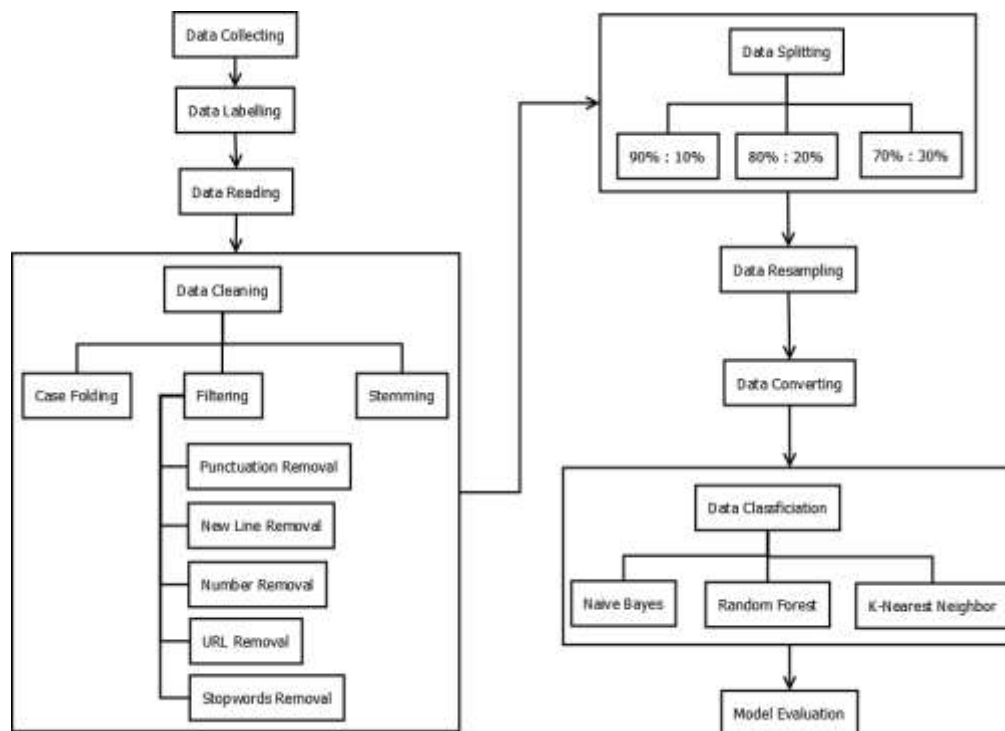 Data Collecting
Data Labelling
Data Reading
Data Cleaning
Case Folding
Filtering
Stemming
Punctuation Removal
New Line Removal
Number Removal
URL Removal
Stopwords Removal
Data Splitting
90% : 10%
80% : 20%
70% : 30%
Data Resampling
Data Converting
Data Classficiation
Naive Bayes
Random Forest
K-Nearest Neighbor
Model Evaluation